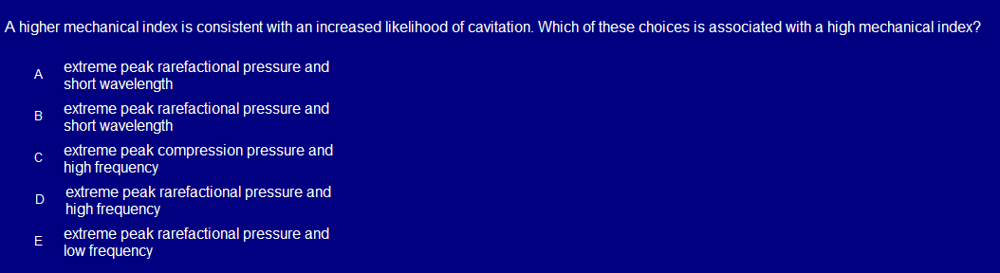 A higher mechanical index is consistent with an increased likelihood of cavitation. Which of these choices is associated with a high mechanical index?
A extreme peak rarefactional pressure and
short wavelength
B extreme peak rarefactional pressure and
short wavelength
C extreme peak compression pressure and
high frequency
D extreme peak rarefactional pressure and
high frequency
E extreme peak rarefactional pressure and
low frequency